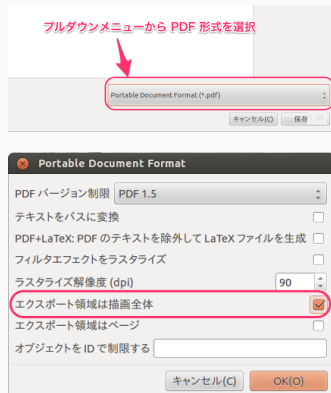 プルダウンメニューから PDF 形式を選択
Portable Document Format (*.pdf)
キャンセル(C) 保存
Portable Document Format
PDF バージョン制限 PDF 1.5
テキストをパスに変換
PDF+LaTeX: PDF のテキストを除外して LaTeX ファイルを生成
フィルタエフェクトをラスタライズ
ラスタライズ解像度 (dpi) 90
エクスポート領域は描画全体
エクスポート領域はページ
オブジェクトを ID で制限する
キャンセル(C) OK(O)